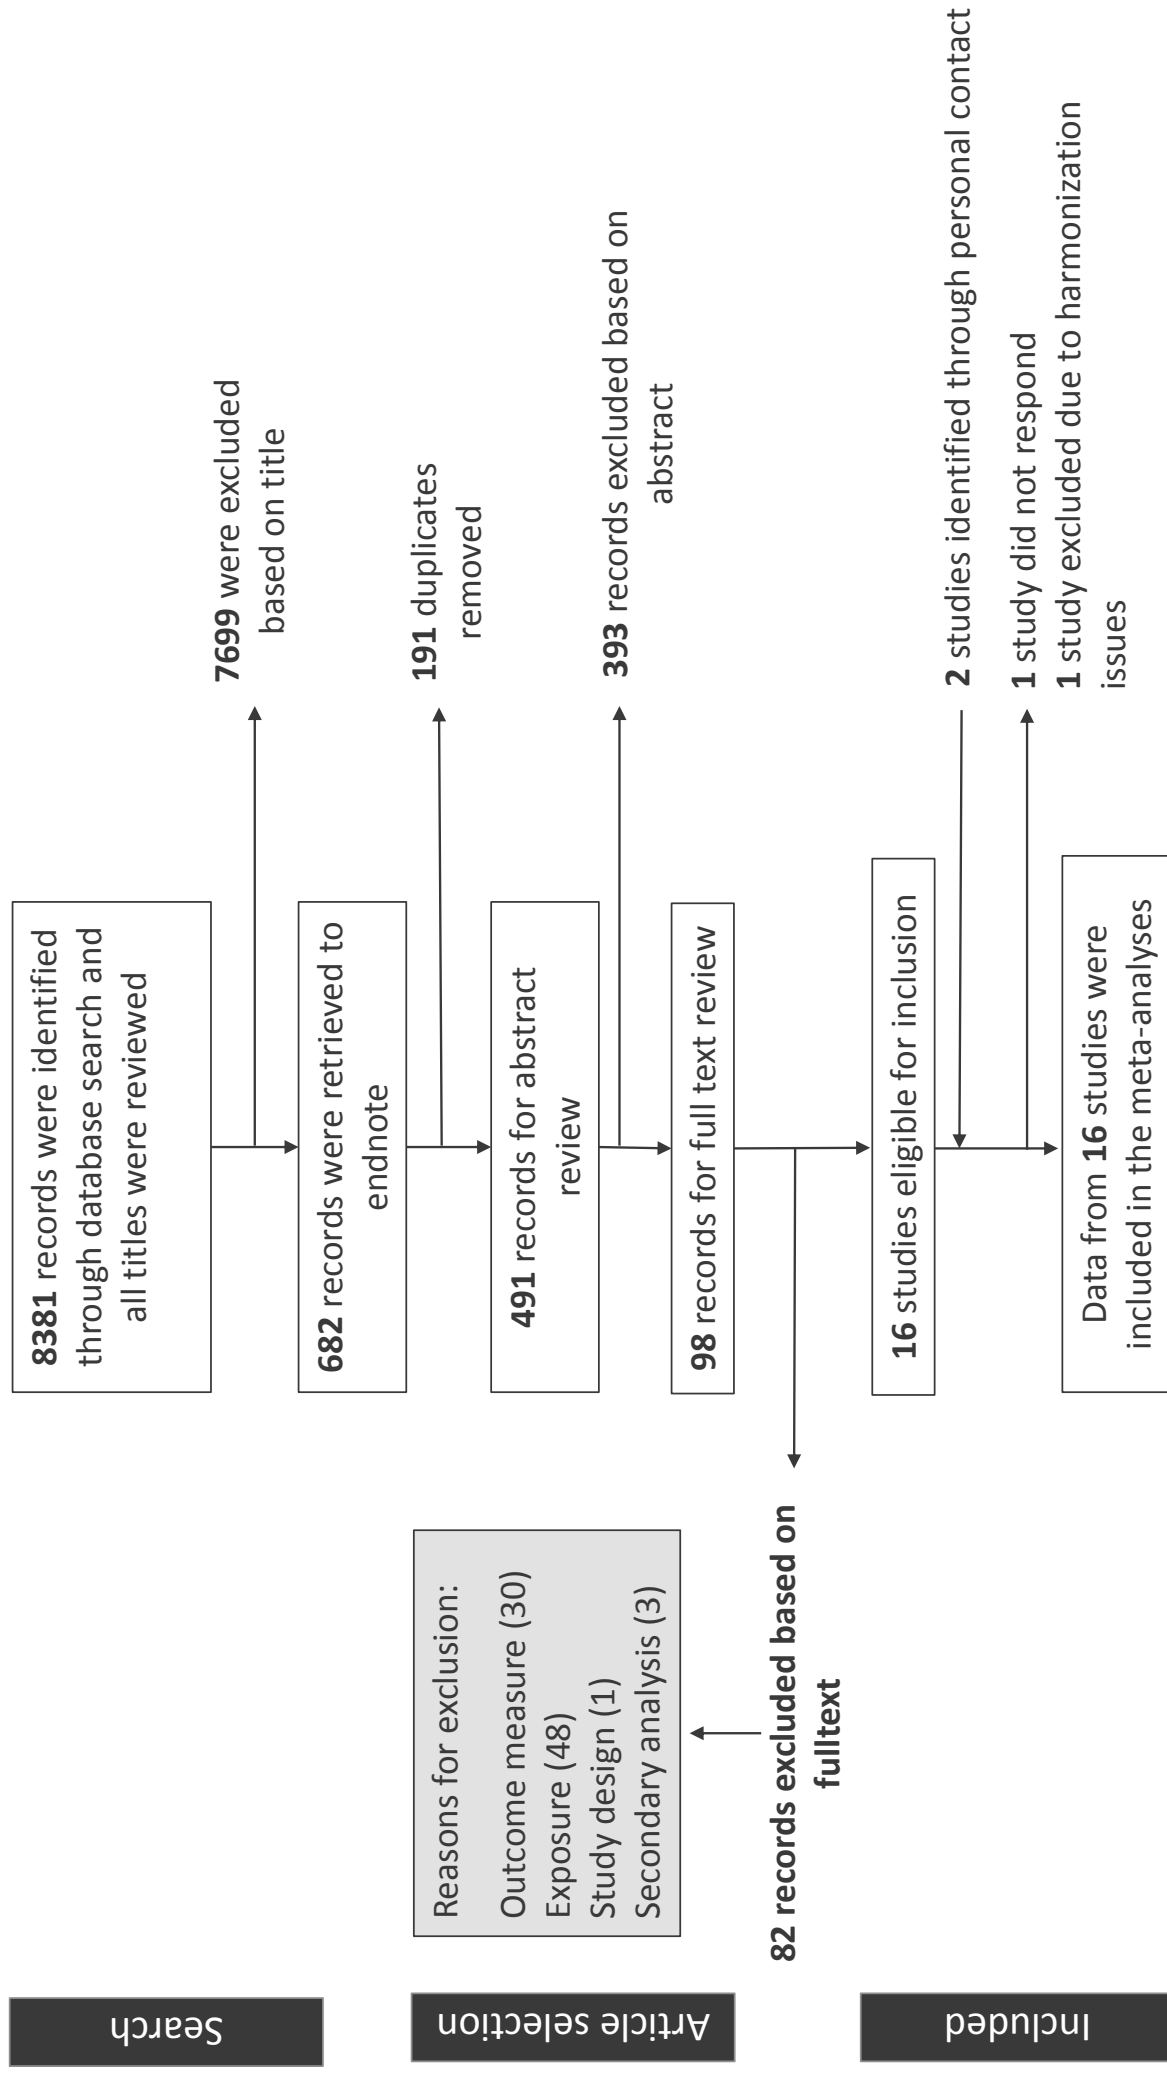 Search
8381 records were identified
through database search and
all titles were reviewed
7699 were excluded
based on title
682 records were retrieved to
endnote
191 duplicates
removed
Article selection
491 records for abstract
review
393 records excluded based on
abstract
98 records for full text review
Reasons for exclusion:
Outcome measure (30)
Exposure (48)
Study design (1)
Secondary analysis (3)
82 records excluded based on
fulltext
Included
16 studies eligible for inclusion
2 studies identified through personal contact
1 study did not respond
1 study excluded due to harmonization
issues
Data from 16 studies were
included in the meta-analyses